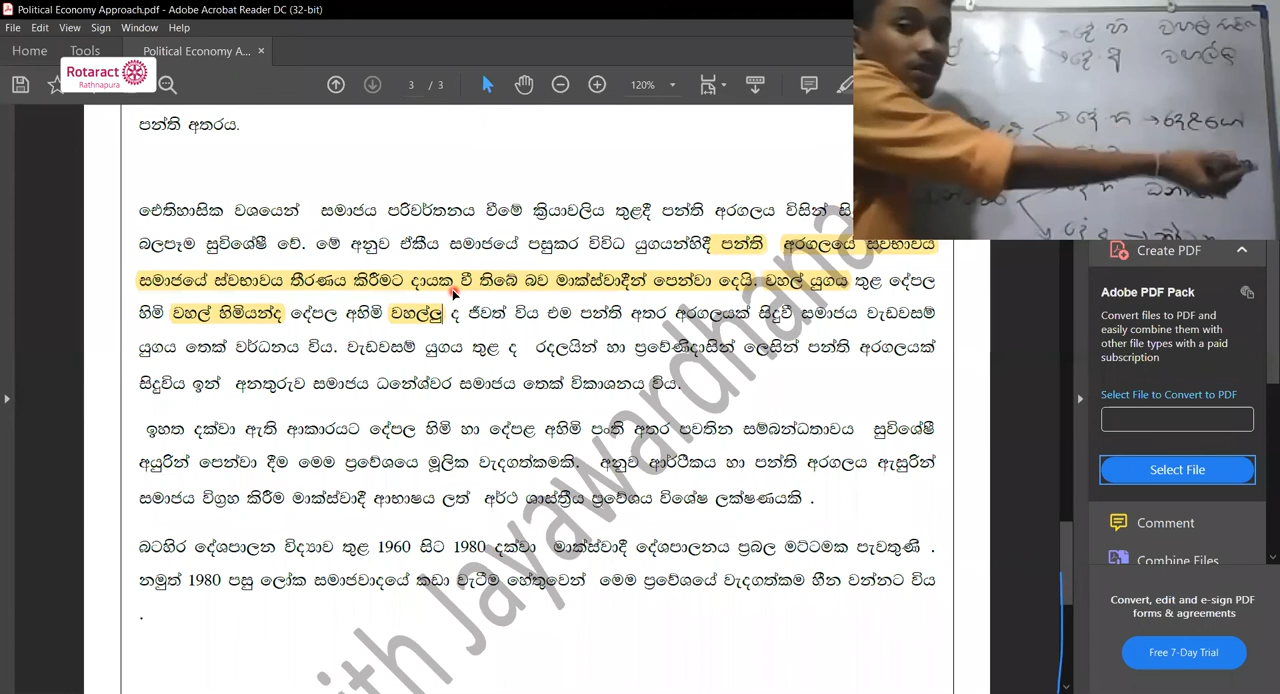 Political Economy Approach.pdf - Adobe Acrobat Reader DC (32-bit)
File Edit View Sign Window Help
Home Tools Political Economy A... ×
Rotaract
Rathnapura
3 / 3 120%
පන්ති අතරය.
ඓතිහාසික වශයෙන් සමාජය පරිවර්තනය වීමේ ක්‍රියාවලිය තුළදී පන්ති අරගලය විසින්
බලපෑම සුවිශේෂී වේ. මේ අනුව ඒකීය සමාජයේ පසුකර විවිධ යුගයන්හිදී පන්ති අරගලයේ ස්වභාවය
සමාජයේ ස්වභාවය තීරණය කිරීමට දායක වී තිබේ බව මාක්ස්වාදීන් පෙන්වා දෙයි. වහල් යුගය තුළ දේපල
හිමි වහල් හිමියන්ද දේපල අහිමි වහල්ලු ද ජීවත් විය එම පන්ති අතර අරගලයක් සිදුවී සමාජය වැඩවසම්
යුගය තෙක් වර්ධනය විය. වැඩවසම් යුගය තුළ ද රදලයින් හා ප්‍රවේණිදාසින් ලෙසින් පන්ති අරගලයක්
සිදුවිය ඉන් අනතුරුව සමාජය ධනේශ්වර සමාජය තෙක් විකාශනය විය.
ඉහත දක්වා ඇති ආකාරයට දේපල හිමි හා දේපළ අහිමි පංති අතර පවතින සම්බන්ධතාවය සුවිශේෂී
අයුරින් පෙන්වා දීම මෙම ප්‍රවේශයෙ මූලික වැදගත්කමකි. අනුව ආර්ථිකය හා පන්ති අරගලය ඇසුරින්
සමාජය විග්‍රහ කිරීම මාක්ස්වාදී ආභාෂය ලත් අර්ථ ශාස්ත්‍රීය ප්‍රවේශය විශේෂ ලක්ෂණයකි .
බටහිර දේශපාලන විද්‍යාව තුළ 1960 සිට 1980 දක්වා මාක්ස්වාදී දේශපාලනය ප්‍රබල මට්ටමක පැවතුණි .
නමුත් 1980 පසු ලෝක සමාජවාදයේ කඩා වැටීම හේතුවෙන් මෙම ප්‍රවේශයේ වැදගත්කම හීන වන්නට විය
.
ith Jayawardhana
Create PDF
Adobe PDF Pack
Convert files to PDF and
easily combine them with
other file types with a paid
subscription
Select File to Convert to PDF
Select File
Comment
Combine Files
Convert, edit and e-sign PDF
forms & agreements
Free 7-Day Trial